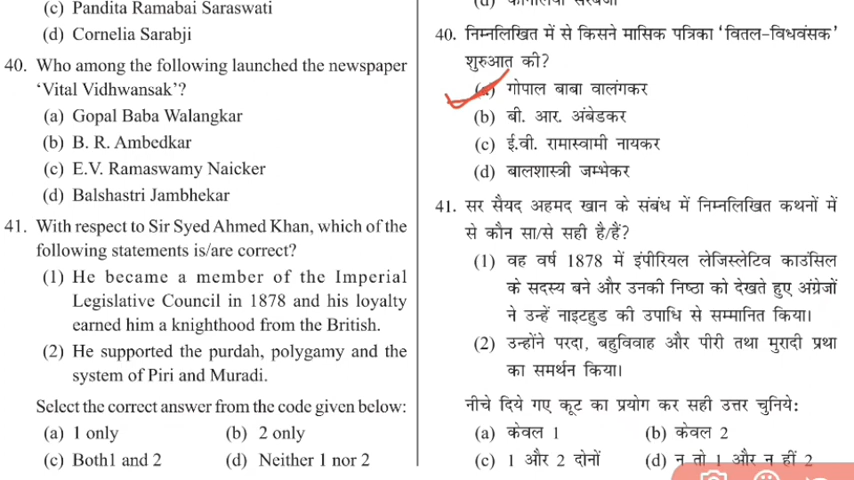 (c) Pandita Ramabai Saraswati
(d) Cornelia Sarabji
40. Who among the following launched the newspaper
‘Vital Vidhwansak’?
(a) Gopal Baba Walangkar
(b) B. R. Ambedkar
(c) E.V. Ramaswamy Naicker
(d) Balshastri Jambhekar
41. With respect to Sir Syed Ahmed Khan, which of the
following statements is/are correct?
(1) He became a member of the Imperial
Legislative Council in 1878 and his loyalty
earned him a knighthood from the British.
(2) He supported the purdah, polygamy and the
system of Piri and Muradi.
Select the correct answer from the code given below:
(a) 1 only (b) 2 only
(c) Both1 and 2 (d) Neither 1 nor 2
40. निम्नलिखित में से किसने मासिक पत्रिका ‘वितल-विधवंसक’
शुरुआत की?
(a) गोपाल बाबा वालंगकर
(b) बी. आर. अंबेडकर
(c) ई.वी. रामास्वामी नायकर
(d) बालशास्त्री जम्भेकर
41. सर सैयद अहमद खान के संबंध में निम्नलिखित कथनों में
से कौन सा/से सही है/हैं?
(1) वह वर्ष 1878 में इंपीरियल लेजिस्लेटिव काउंसिल
के सदस्य बने और उनकी निष्ठा को देखते हुए अंग्रेजों
ने उन्हें नाइटहुड की उपाधि से सम्मानित किया।
(2) उन्होंने परदा, बहुविवाह और पीरी तथा मुरादी प्रथा
का समर्थन किया।
नीचे दिये गए कूट का प्रयोग कर सही उत्तर चुनिये:
(a) केवल 1 (b) केवल 2
(c) 1 और 2 दोनों (d) न तो 1 और न हीं 2